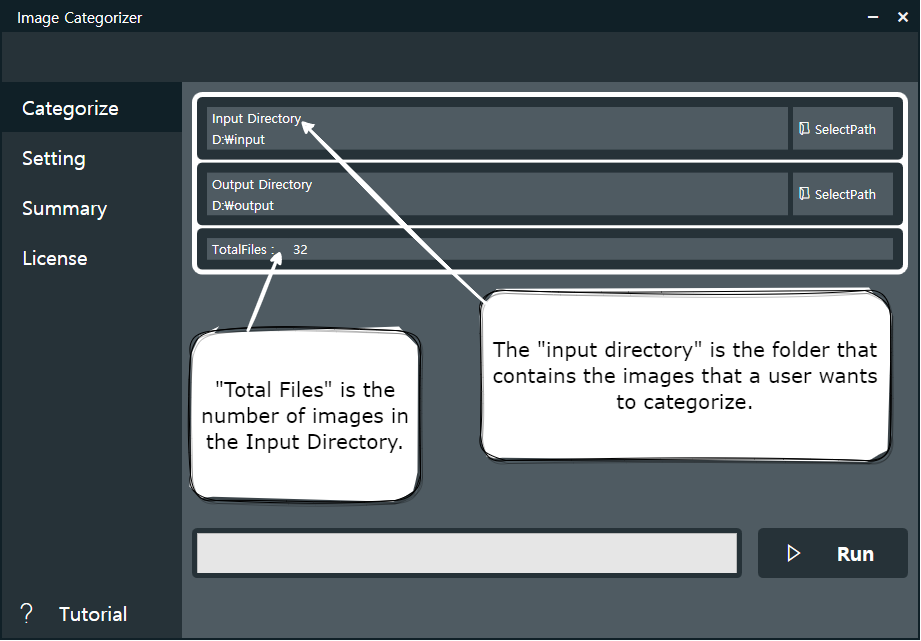 Image Categorizer
Categorize
Setting
Summary
License
Input Directory
D:₩input
SelectPath
Output Directory
D:₩output
SelectPath
TotalFiles : 32
"Total Files" is the
number of images in
the Input Directory.
The "input directory" is the folder that
contains the images that a user wants
to categorize.
Run
? Tutorial